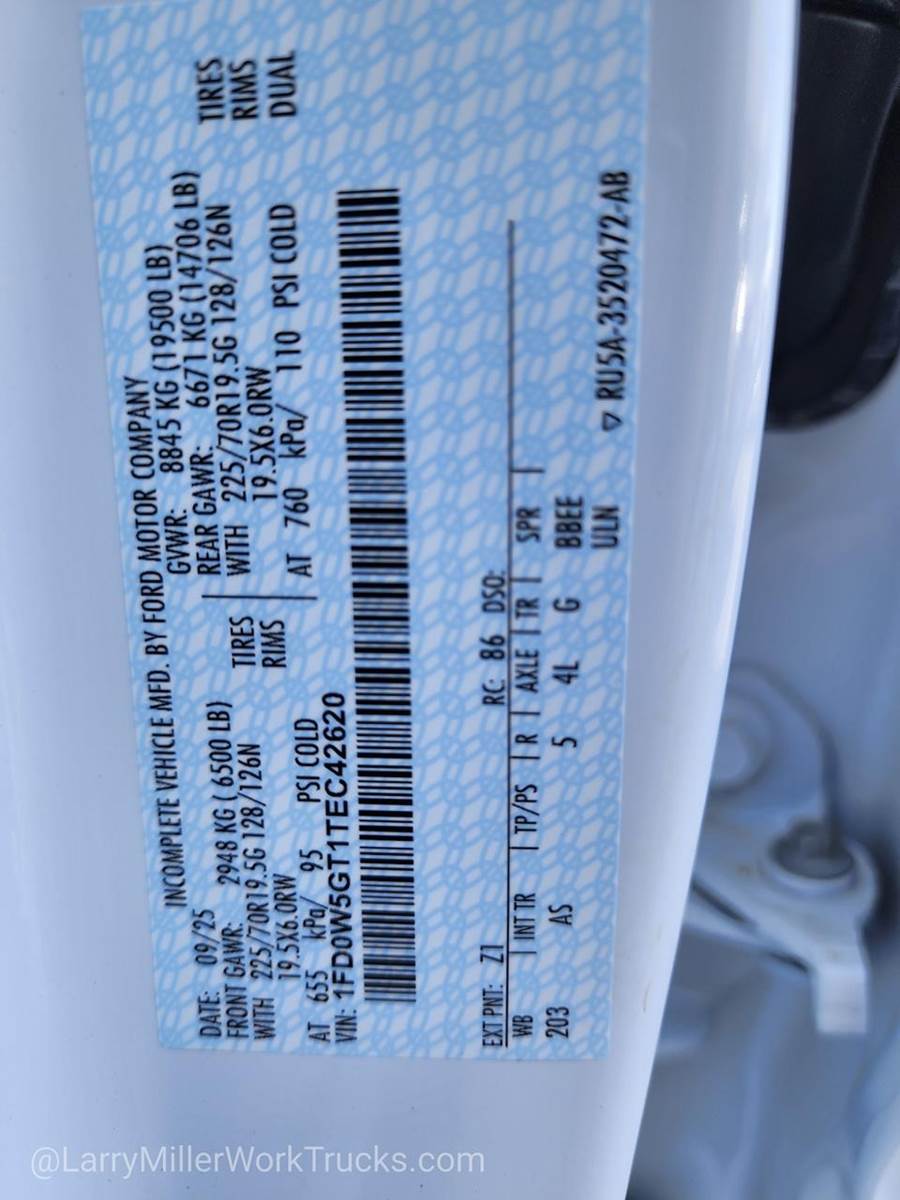 INCOMPLETE VEHICLE MFD. BY FORD MOTOR COMPANY
DATE: 09/25 GVWR: 8845 KG (19500 LB)
FRONT GAWR: 2948 KG ( 6500 LB) REAR GAWR: 6671 KG (14706 LB)
WITH 225/70R19.5G 128/126N TIRES WITH 225/70R19.5G 128/126N TIRES
19.5X6.0RW RIMS 19.5X6.0RW RIMS
AT 655 kPa/ 95 PSI COLD AT 760 kPa/ 110 PSI COLD DUAL
VIN: 1FD0W5GT1TEC42620
EXT PNT: Z1 RC: 86 DSO:
WB | INT TR | TP/PS | R | AXLE | TR | SPR |
203 AS 5 4L G BBEE
ULN ▽ RU5A-3520472-AB
@LarryMillerWorkTrucks.com